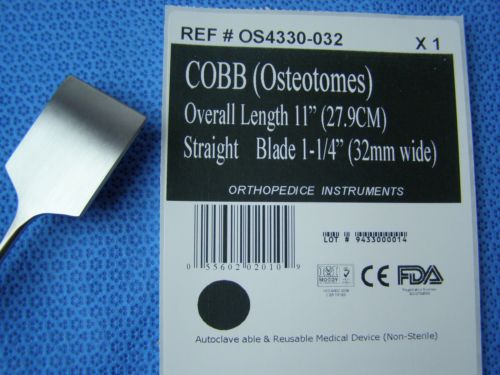 REF # OS4330-032 X 1
COBB (Osteotomes)
Overall Length 11” (27.9CM)
Straight Blade 1-1/4” (32mm wide)
ORTHOPEDICE INSTRUMENTS
LOT # 9433000014
0 55602 02010 9
MOODY
CE FDA
Autoclave able & Reusable Medical Device (Non-Sterile)